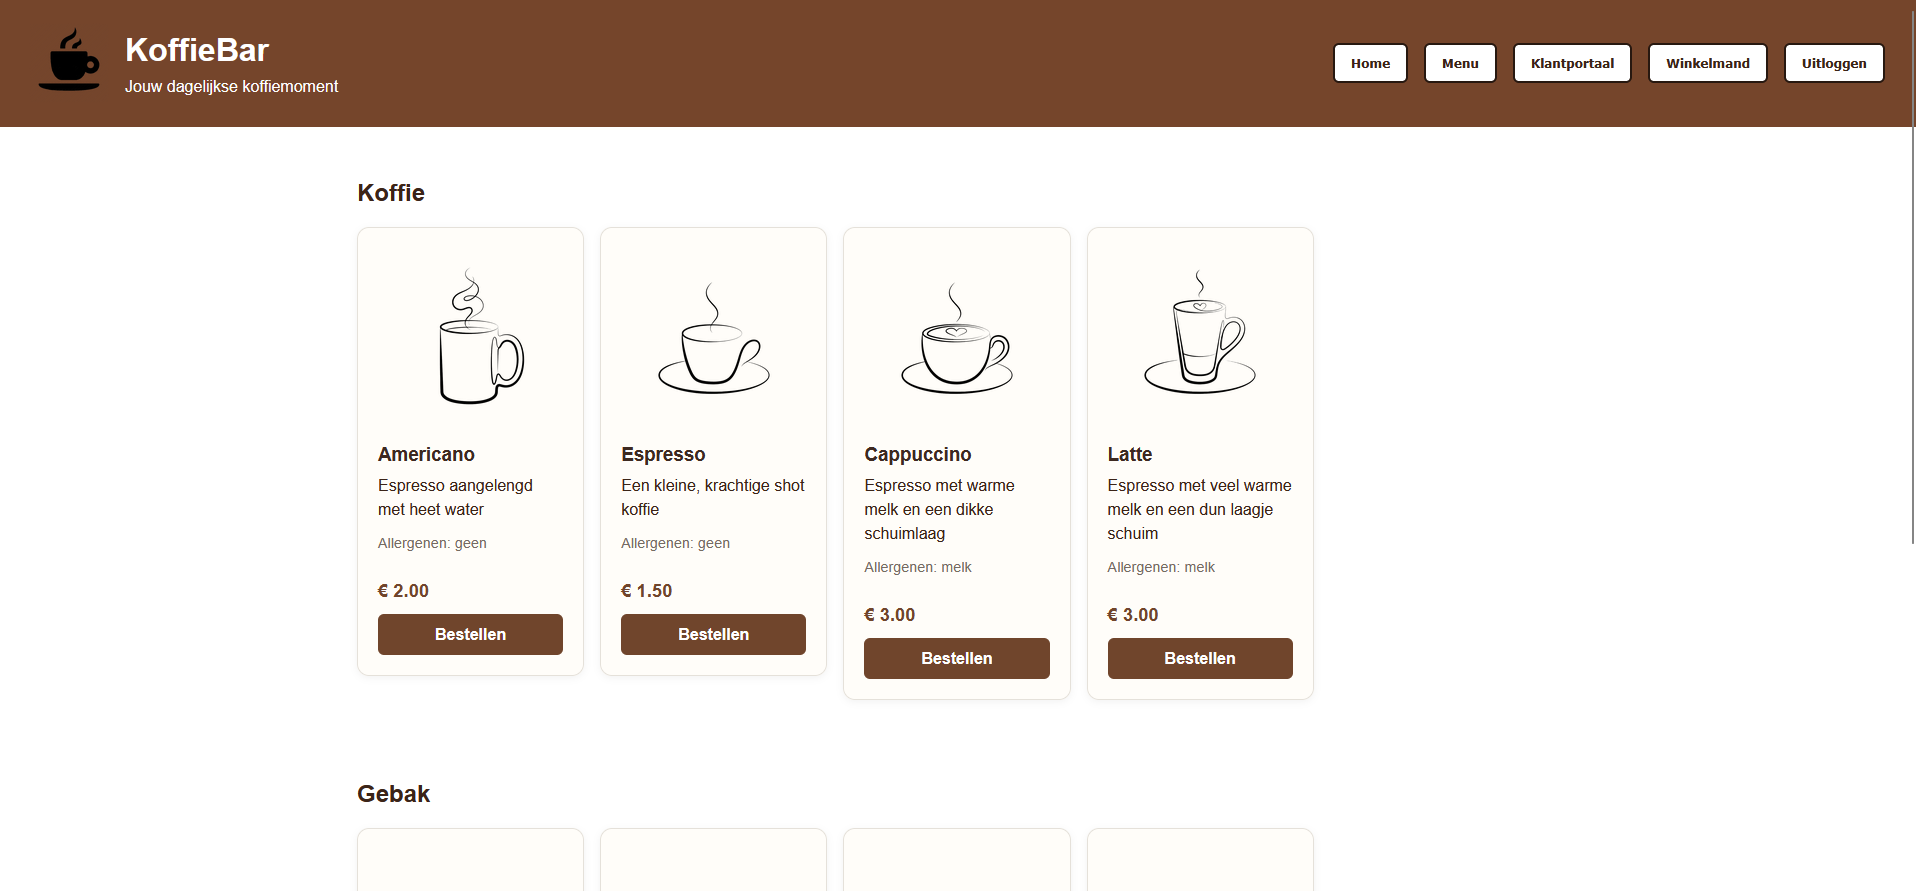 KoffieBar
Jouw dagelijkse koffiemoment
Home
Menu
Klantportaal
Winkelmand
Uitloggen
Koffie
Americano
Espresso aangelengd
met heet water
Allergenen: geen
€ 2.00
Bestellen
Espresso
Een kleine, krachtige shot
koffie
Allergenen: geen
€ 1.50
Bestellen
Cappuccino
Espresso met warme
melk en een dikke
schuimlaag
Allergenen: melk
€ 3.00
Bestellen
Latte
Espresso met veel warme
melk en een dun laagje
schuim
Allergenen: melk
€ 3.00
Bestellen
Gebak